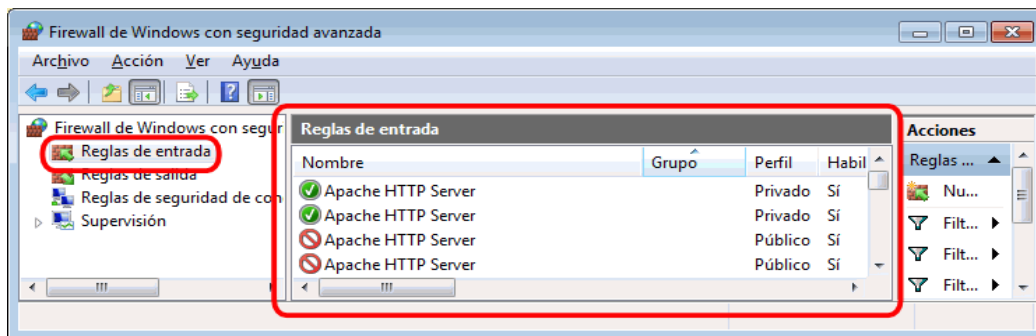 Firewall de Windows con seguridad avanzada
Archivo Acción Ver Ayuda
Firewall de Windows con segur
Reglas de entrada
Reglas de salida
Reglas de seguridad de con
Supervisión
Reglas de entrada
Nombre Grupo Perfil Habil
Apache HTTP Server Privado Sí
Apache HTTP Server Privado Sí
Apache HTTP Server Público Sí
Apache HTTP Server Público Sí
Acciones
Reglas ...
Nu...
Filt...
Filt...
Filt...